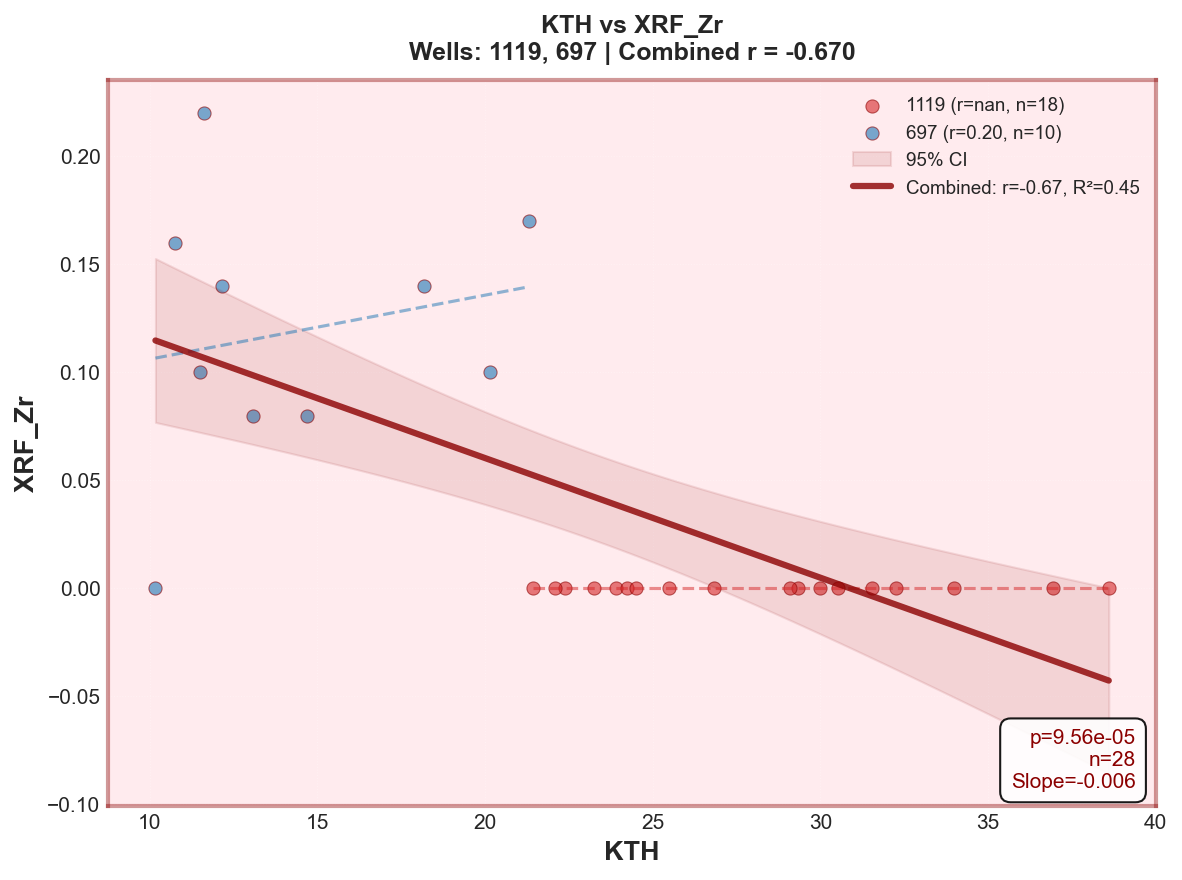 KTH vs XRF_Zr
Wells: 1119, 697 | Combined r = -0.670
1119 (r=nan, n=18)
697 (r=0.20, n=10)
95% CI
Combined: r=-0.67, R²=0.45
XRF_Zr
0.20
0.15
0.10
0.05
0.00
−0.05
−0.10
p=9.56e-05
n=28
Slope=-0.006
10
15
20
25
30
35
40
KTH